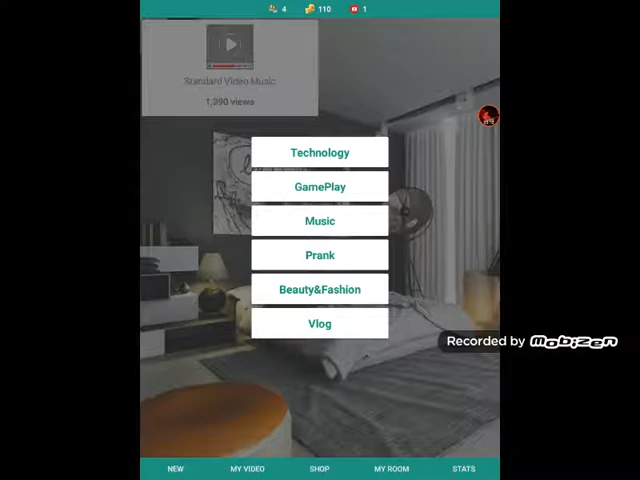 4 110 1
Standard Video Music
1,390 views
Technology
GamePlay
Music
Prank
Beauty&Fashion
Vlog
Recorded by Mobizen
NEW MY VIDEO SHOP MY ROOM STATS